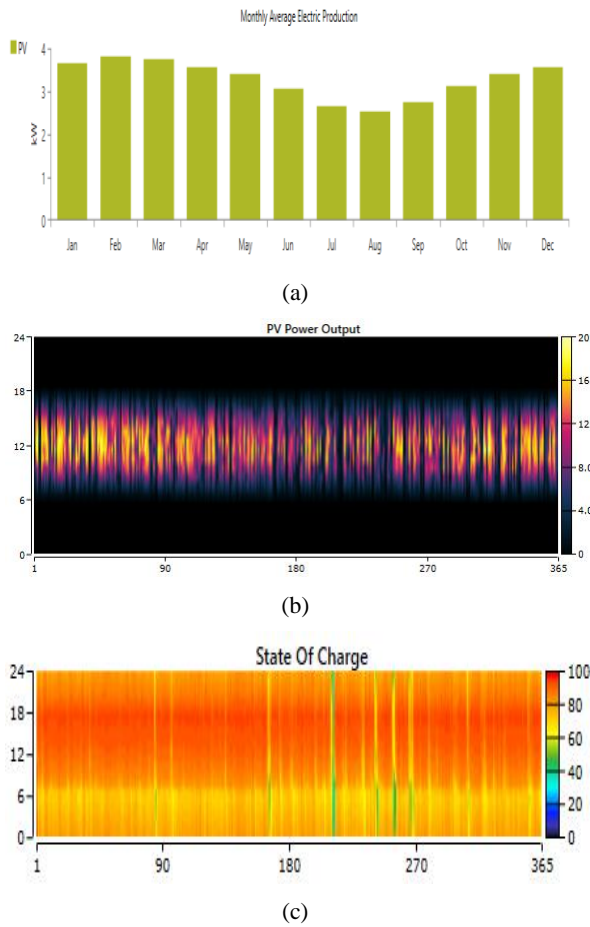 Monthly Average Electric Production
PV
4
3
2
1
0
kW
Jan Feb Mar Apr May Jun Jul Aug Sep Oct Nov Dec
(a)
PV Power Output
24
18
12
6
0
1 90 180 270 365
20
16
12
8.0
4.0
0
(b)
State Of Charge
24
18
12
6
0
1 90 180 270 365
100
80
60
40
20
0
(c)